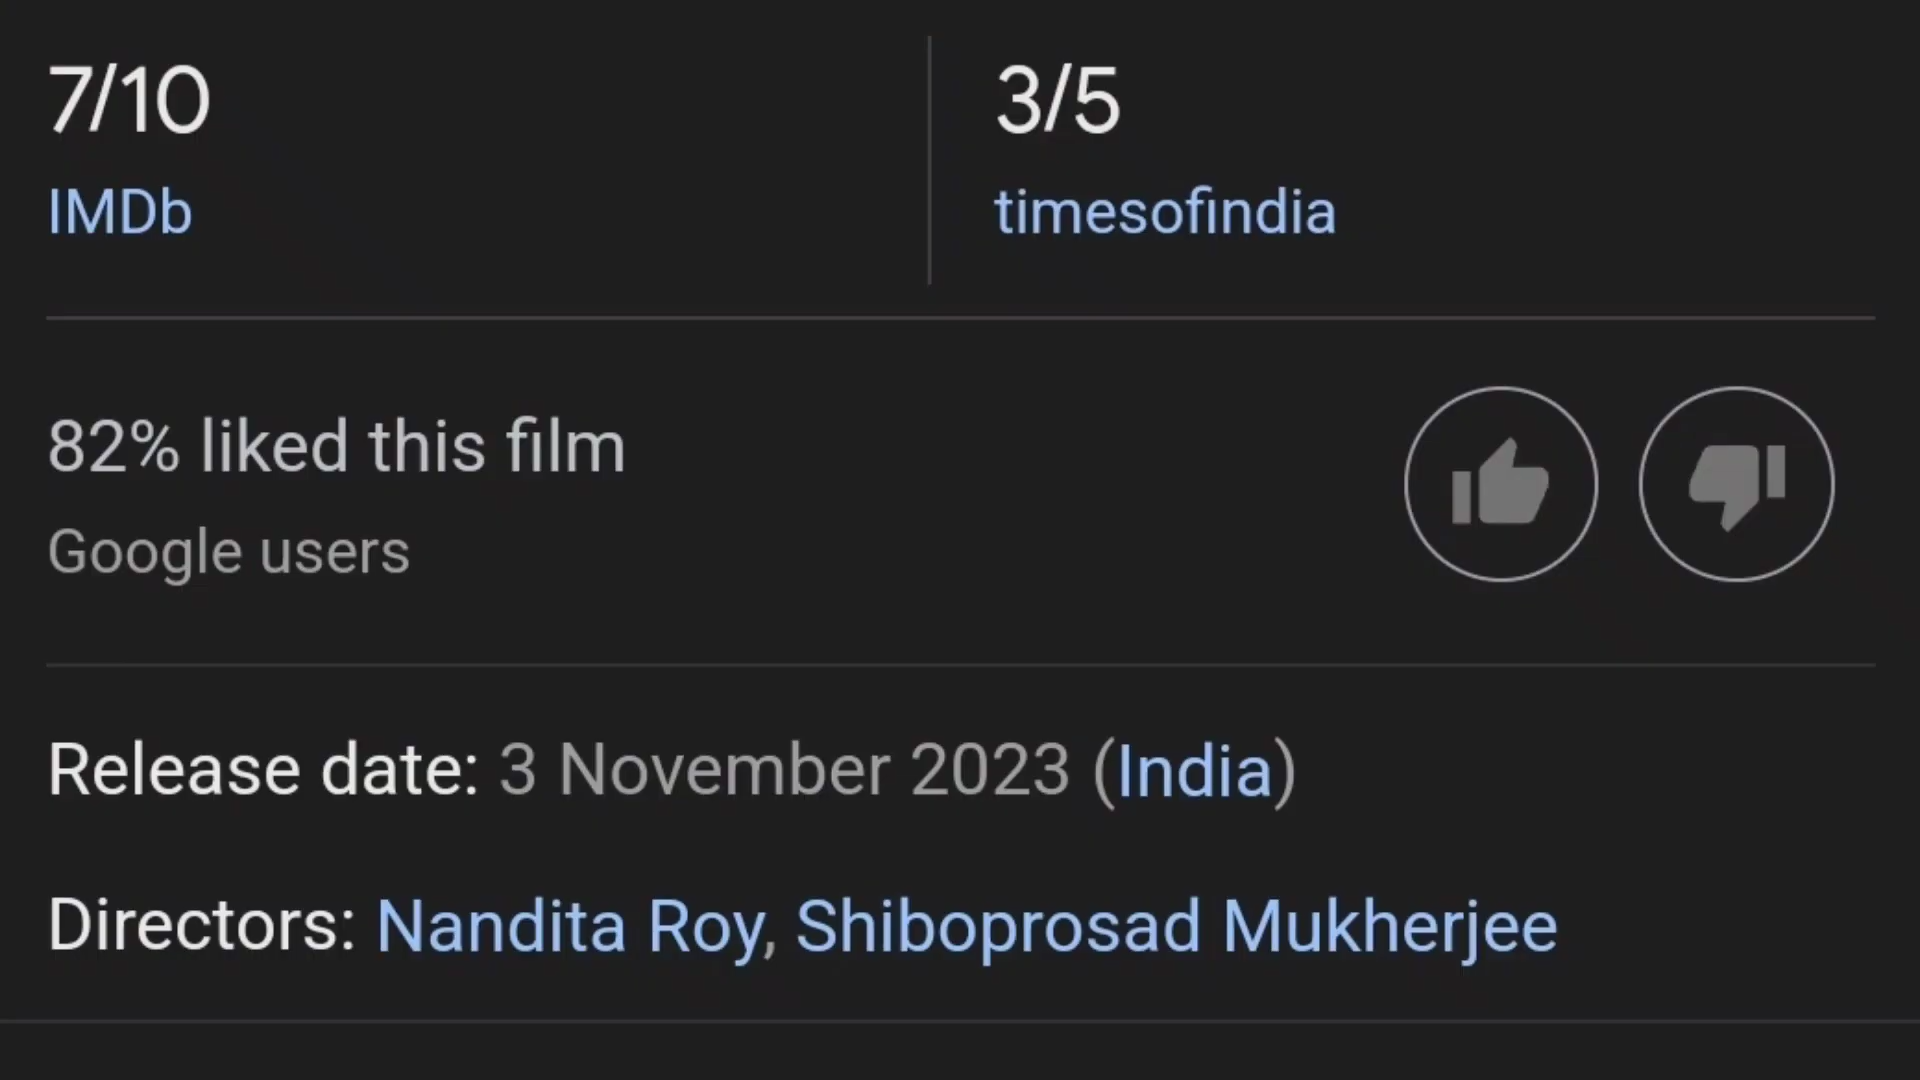 7/10
IMDb
3/5
timesofindia
82% liked this film
Google users
Release date: 3 November 2023 (India)
Directors: Nandita Roy, Shiboprosad Mukherjee